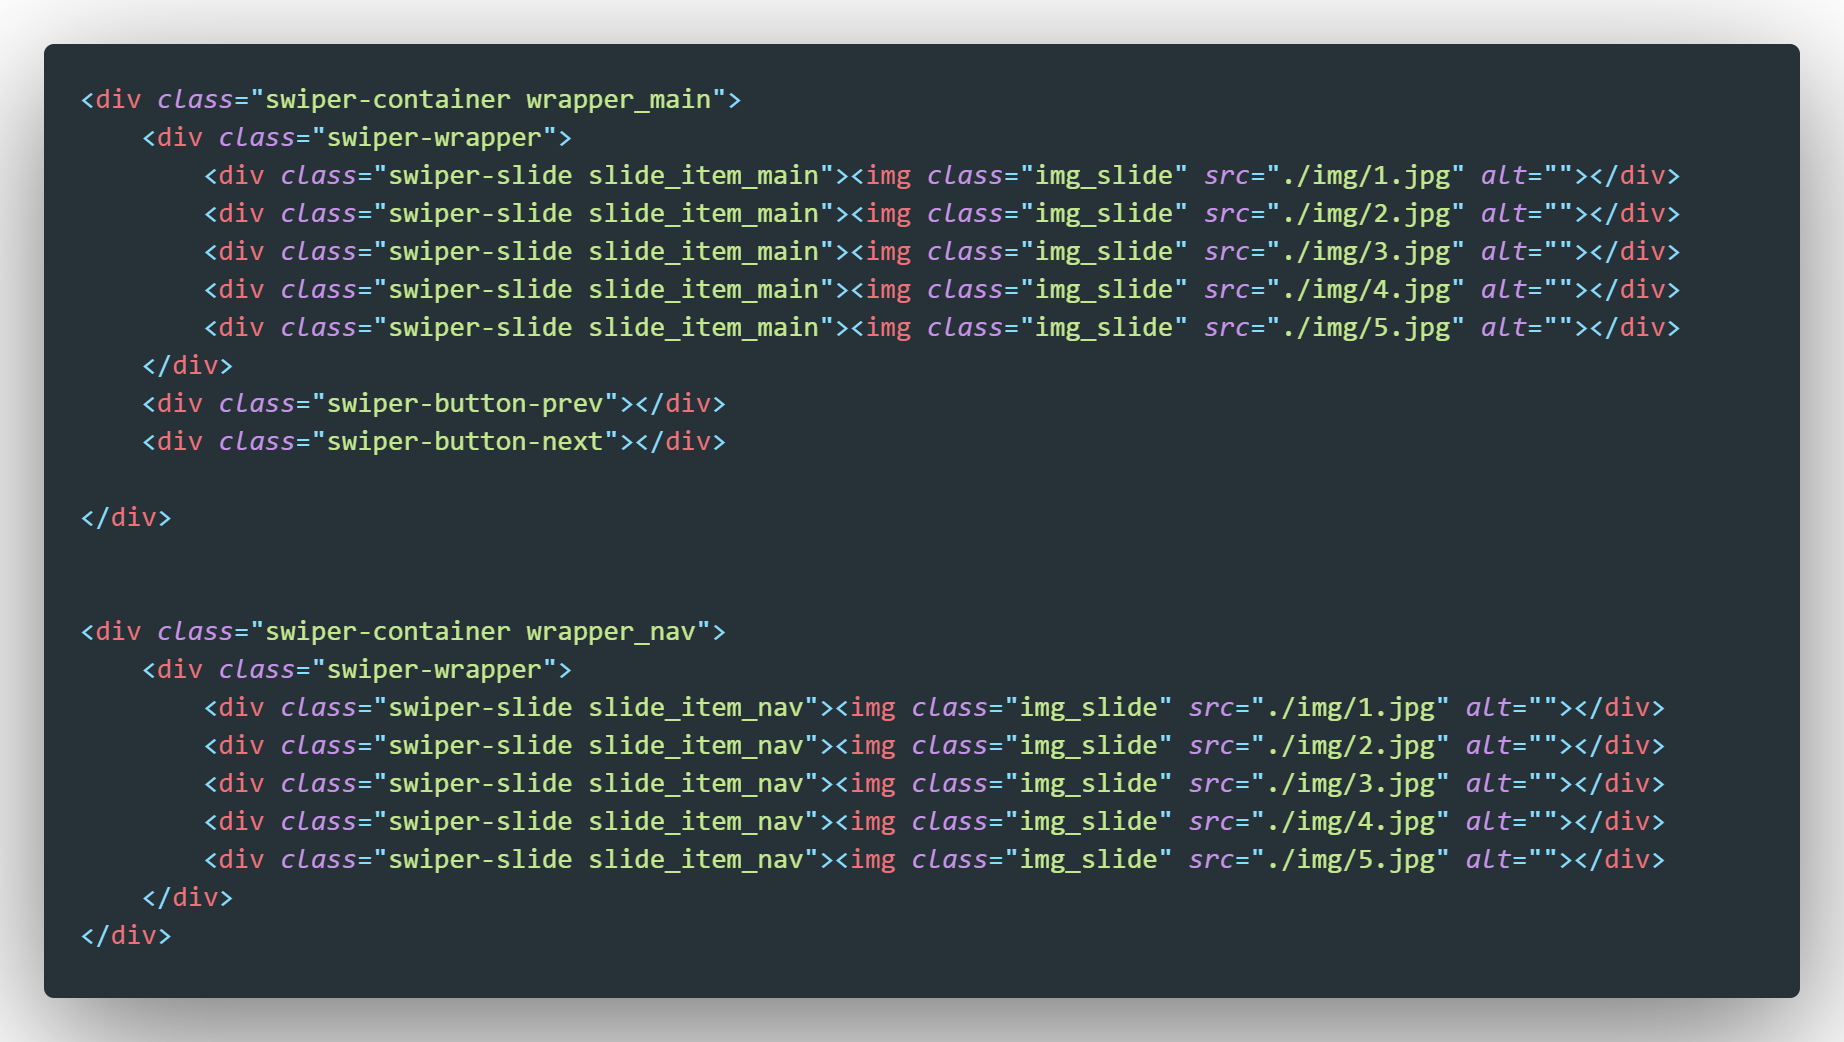 <div class="swiper-container wrapper_main">
    <div class="swiper-wrapper">
        <div class="swiper-slide slide_item_main"><img class="img_slide" src="./img/1.jpg" alt=""></div>
        <div class="swiper-slide slide_item_main"><img class="img_slide" src="./img/2.jpg" alt=""></div>
        <div class="swiper-slide slide_item_main"><img class="img_slide" src="./img/3.jpg" alt=""></div>
        <div class="swiper-slide slide_item_main"><img class="img_slide" src="./img/4.jpg" alt=""></div>
        <div class="swiper-slide slide_item_main"><img class="img_slide" src="./img/5.jpg" alt=""></div>
    </div>
    <div class="swiper-button-prev"></div>
    <div class="swiper-button-next"></div>

</div>


<div class="swiper-container wrapper_nav">
    <div class="swiper-wrapper">
        <div class="swiper-slide slide_item_nav"><img class="img_slide" src="./img/1.jpg" alt=""></div>
        <div class="swiper-slide slide_item_nav"><img class="img_slide" src="./img/2.jpg" alt=""></div>
        <div class="swiper-slide slide_item_nav"><img class="img_slide" src="./img/3.jpg" alt=""></div>
        <div class="swiper-slide slide_item_nav"><img class="img_slide" src="./img/4.jpg" alt=""></div>
        <div class="swiper-slide slide_item_nav"><img class="img_slide" src="./img/5.jpg" alt=""></div>
    </div>
</div>